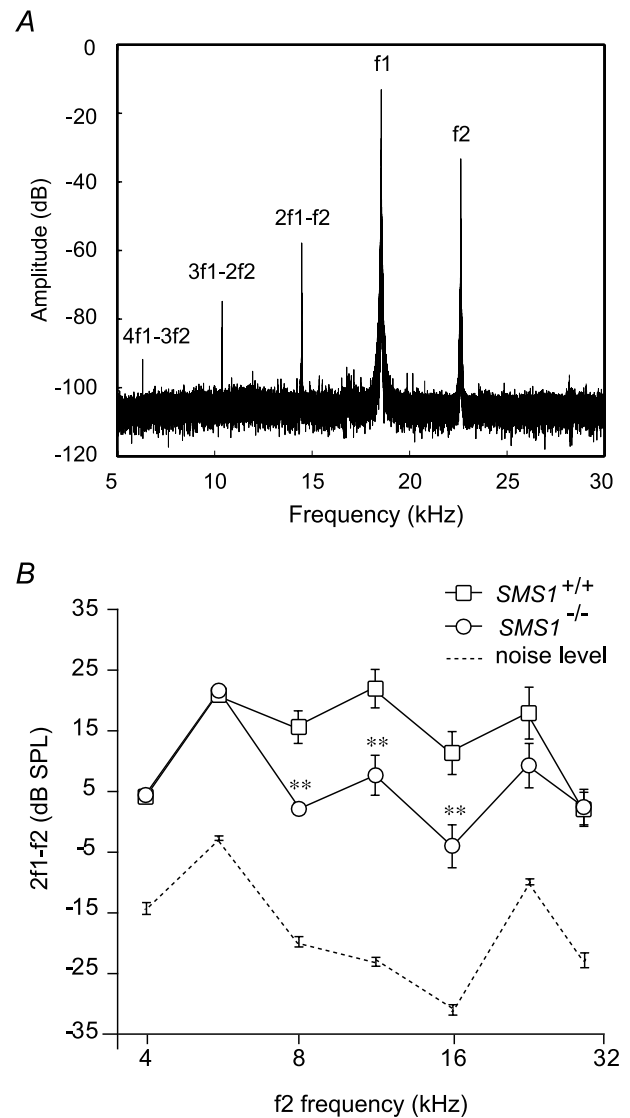 A
0
-20
-40
-60
-80
-100
-120
Amplitude (dB)
f1
f2
2f1-f2
3f1-2f2
4f1-3f2
5 10 15 20 25 30
Frequency (kHz)
B
SMS1 +/+
SMS1 -/-
noise level
35
25
15
5
-5
-15
-25
-35
2f1-f2 (dB SPL)
** ** **
4 8 16 32
f2 frequency (kHz)